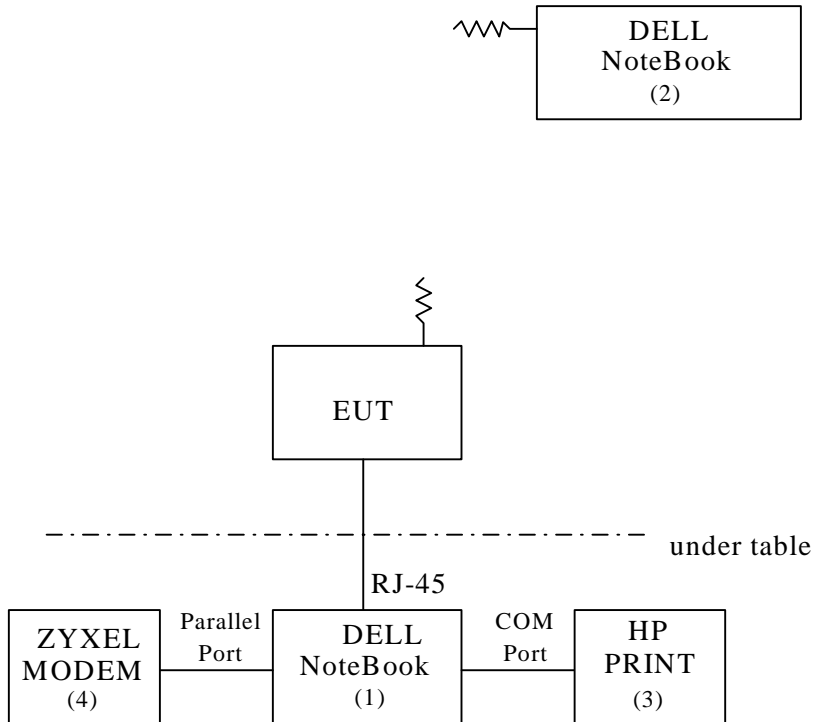 DELL
NoteBook
(2)
EUT
under table
RJ-45
ZYXEL
MODEM
(4)
Parallel
Port
DELL
NoteBook
(1)
COM
Port
HP
PRINT
(3)